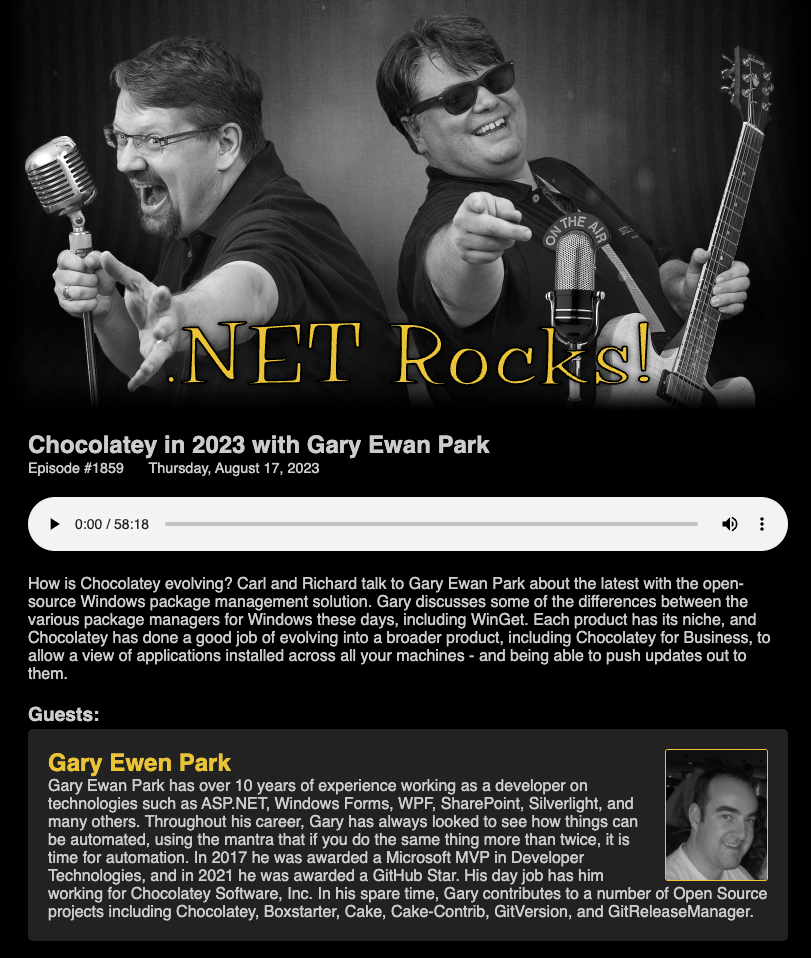 ON THE AIR
.NET Rocks!
Chocolatey in 2023 with Gary Ewan Park
Episode #1859 Thursday, August 17, 2023
0:00 / 58:18
How is Chocolatey evolving? Carl and Richard talk to Gary Ewan Park about the latest with the open-
source Windows package management solution. Gary discusses some of the differences between the
various package managers for Windows these days, including WinGet. Each product has its niche, and
Chocolatey has done a good job of evolving into a broader product, including Chocolatey for Business, to
allow a view of applications installed across all your machines - and being able to push updates out to
them.
Guests:
Gary Ewen Park
Gary Ewan Park has over 10 years of experience working as a developer on
technologies such as ASP.NET, Windows Forms, WPF, SharePoint, Silverlight, and
many others. Throughout his career, Gary has always looked to see how things can
be automated, using the mantra that if you do the same thing more than twice, it is
time for automation. In 2017 he was awarded a Microsoft MVP in Developer
Technologies, and in 2021 he was awarded a GitHub Star. His day job has him
working for Chocolatey Software, Inc. In his spare time, Gary contributes to a number of Open Source
projects including Chocolatey, Boxstarter, Cake, Cake-Contrib, GitVersion, and GitReleaseManager.